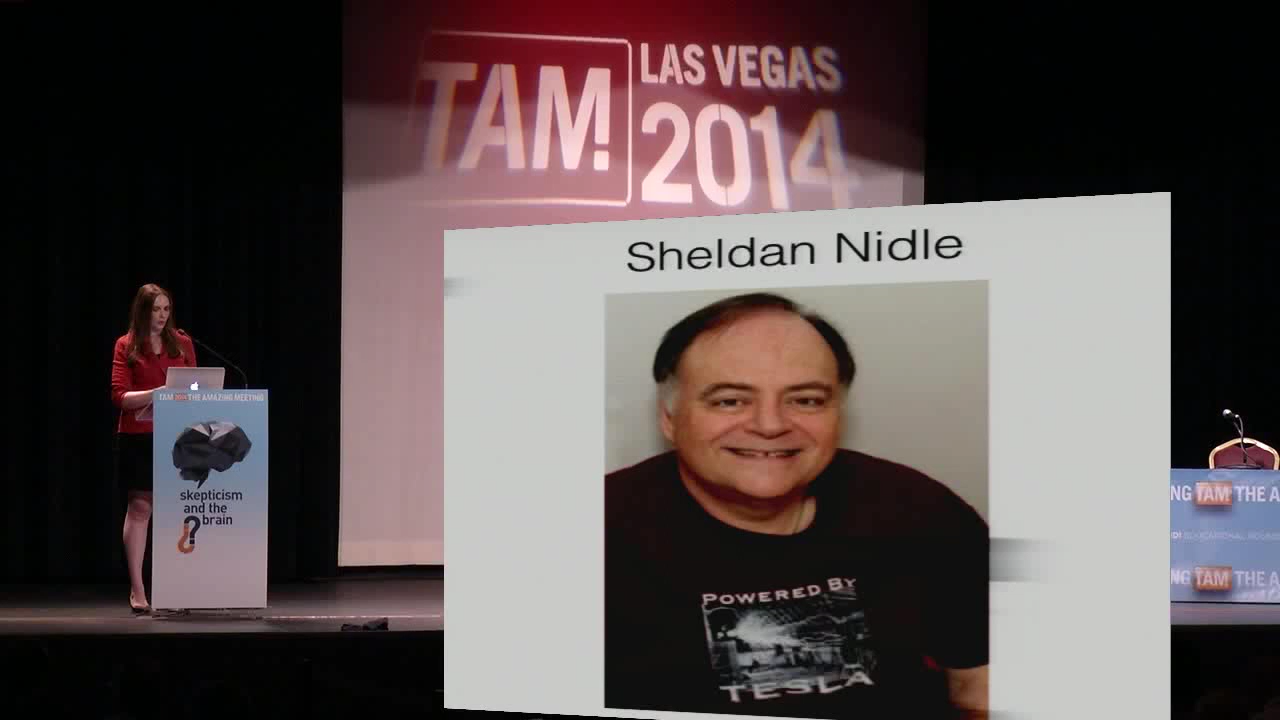 TAM!
LAS VEGAS
2014
Sheldan Nidle
POWERED BY
TESLA
TAM 2014 THE AMAZING MEETING
skepticism
and the
brain
?
NG TAM THE A
NG TAM THE A